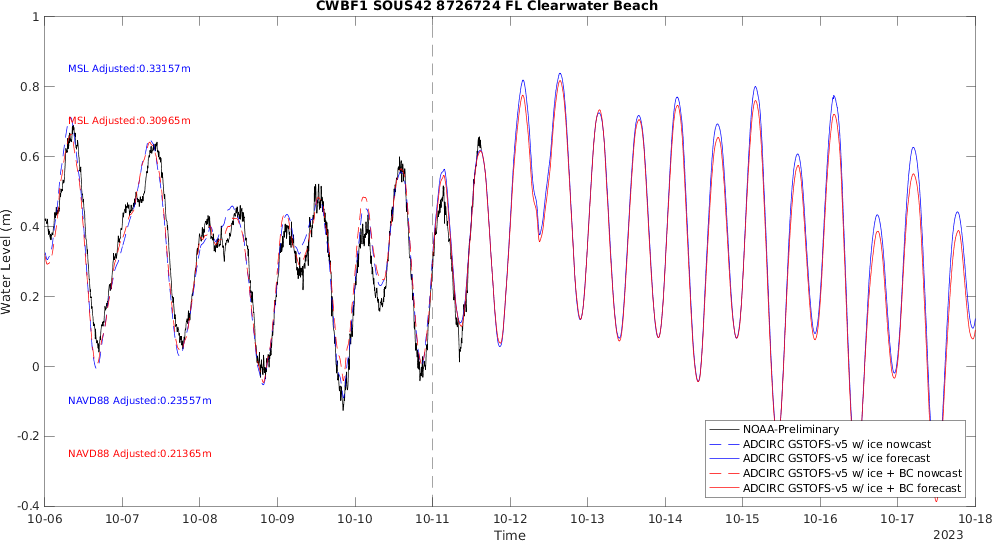 CWBF1 SOUS42 8726724 FL Clearwater Beach
1
0.8
0.6
0.4
0.2
0
-0.2
-0.4
Water Level (m)
MSL Adjusted:0.33157m
MSL Adjusted:0.30965m
NAVD88 Adjusted:0.23557m
NAVD88 Adjusted:0.21365m
NOAA-Preliminary
ADCIRC GSTOFS-v5 w/ ice nowcast
ADCIRC GSTOFS-v5 w/ ice forecast
ADCIRC GSTOFS-v5 w/ ice + BC nowcast
ADCIRC GSTOFS-v5 w/ ice + BC forecast
10-06 10-07 10-08 10-09 10-10 10-11 10-12 10-13 10-14 10-15 10-16 10-17 10-18
Time
2023